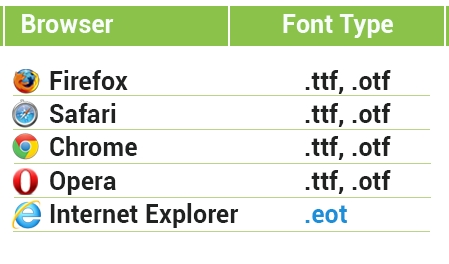 Browser Font Type
Firefox .ttf, .otf
Safari .ttf, .otf
Chrome .ttf, .otf
Opera .ttf, .otf
Internet Explorer .eot